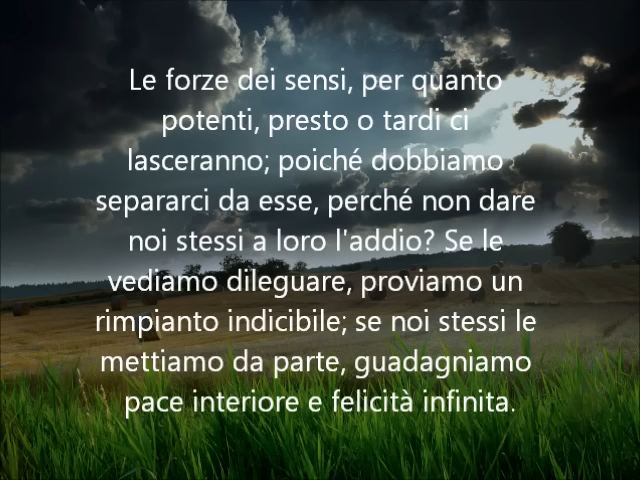 Le forze dei sensi, per quanto
potenti, presto o tardi ci
lasceranno; poiché dobbiamo
separarci da esse, perché non dare
noi stessi a loro l'addio? Se le
vediamo dileguare, proviamo un
rimpianto indicibile; se noi stessi le
mettiamo da parte, guadagniamo
pace interiore e felicità infinita.